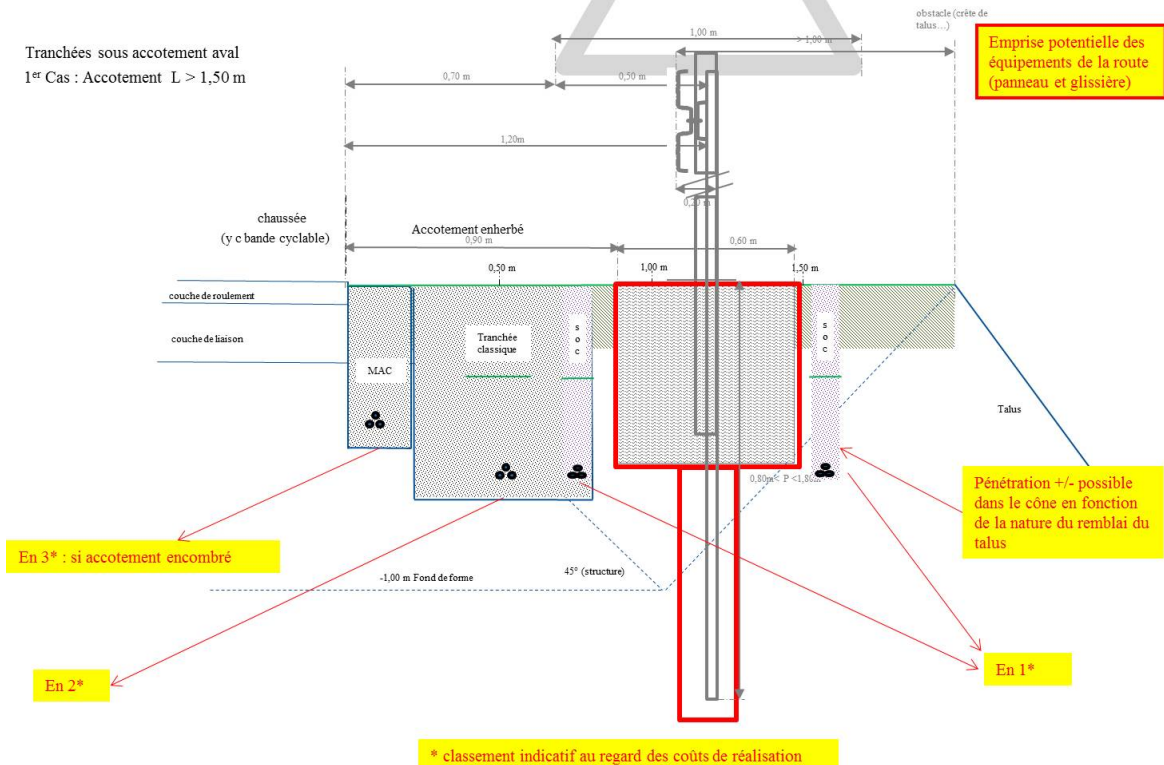 obstacle (crête de
talus…)
1,00 m
> 1,00 m
Tranchées sous accotement aval
1er Cas : Accotement L > 1,50 m
Emprise potentielle des
équipements de la route
(panneau et glissière)
0,70 m
0,50 m
1,20m
0,20 m
chaussée
(y c bande cyclable)
Accotement enherbé
0,90 m
0,60 m
0,50 m
1,00 m
1,50 m
couche de roulement
couche de liaison
MAC
Tranchée
classique
s
o
c
s
o
c
Talus
0,80m< P <1,80m
Pénétration +/- possible
dans le cône en fonction
de la nature du remblai du
talus
En 3* : si accotement encombré
45° (structure)
-1,00 m Fond de forme
En 2*
En 1*
* classement indicatif au regard des coûts de réalisation